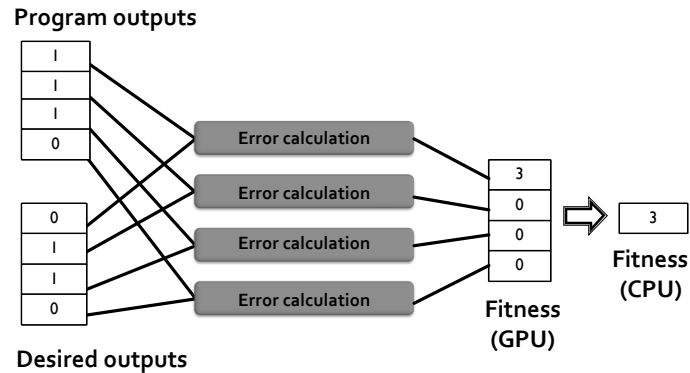 Program outputs
1
1
1
0
0
1
1
0
Desired outputs
Error calculation
Error calculation
Error calculation
Error calculation
3
0
0
0
Fitness
(GPU)
3
Fitness
(CPU)